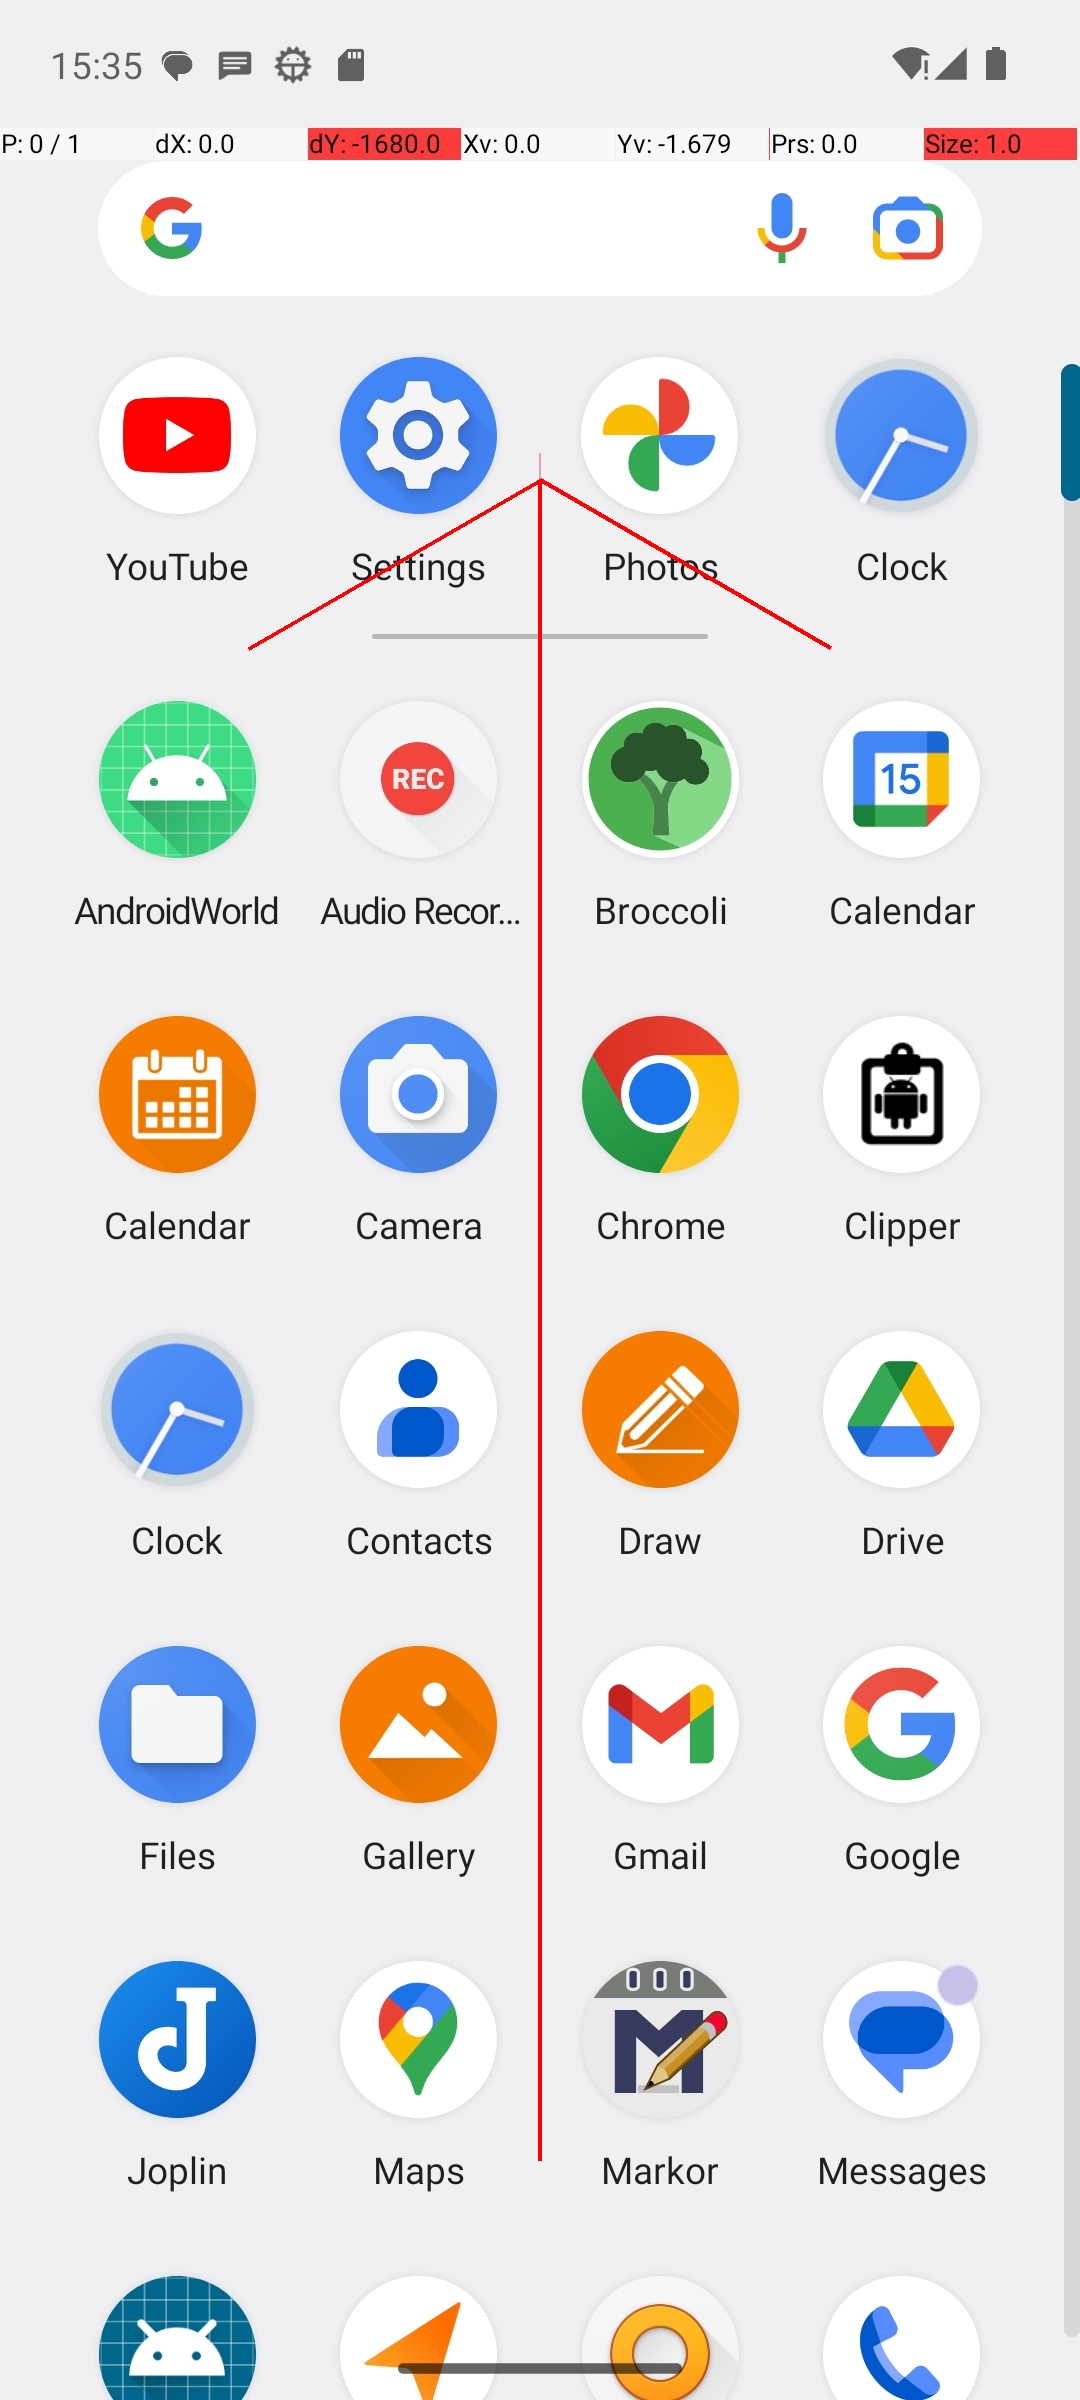 15:35
P: 0 / 1 dX: 0.0 dY: -1680.0 Xv: 0.0 Yv: -1.679 Prs: 0.0 Size: 1.0
YouTube Settings Photos Clock
REC
15
AndroidWorld Audio Recor... Broccoli Calendar
Calendar Camera Chrome Clipper
Clock Contacts Draw Drive
Files Gallery Gmail Google
Joplin Maps Markor Messages